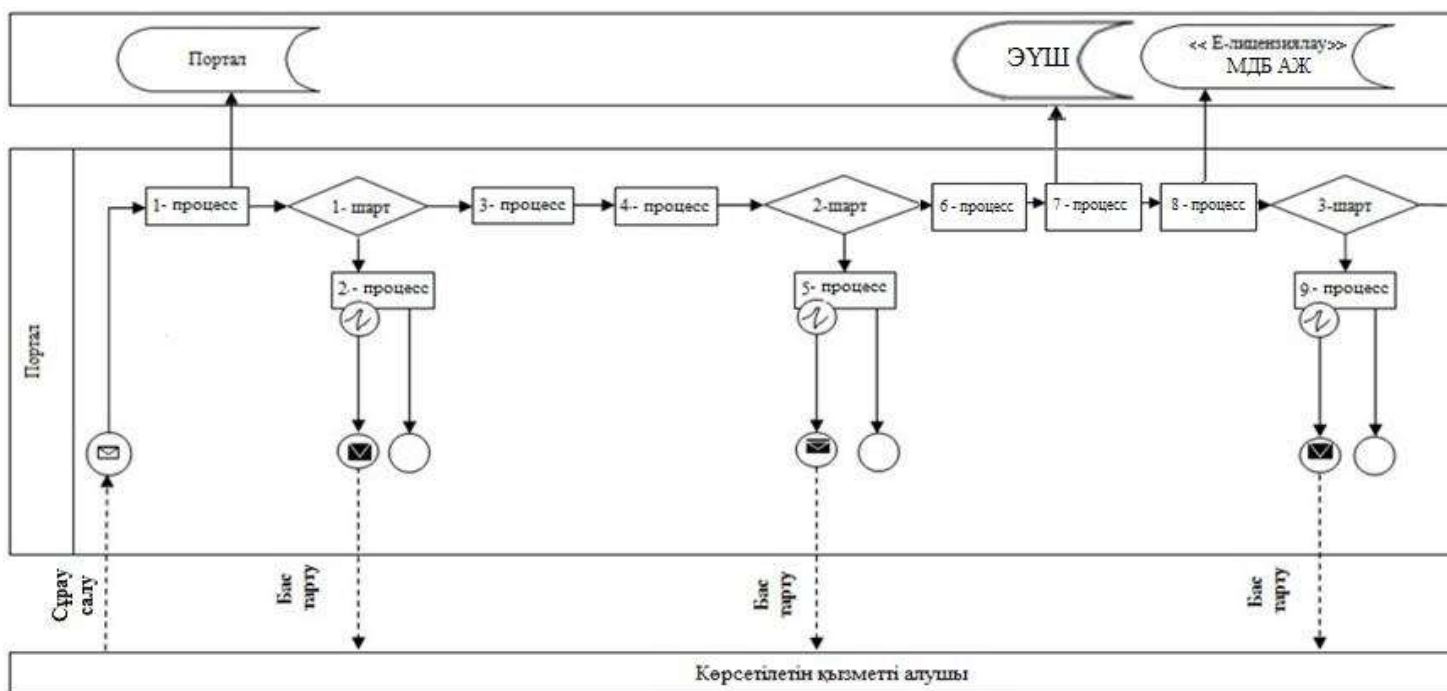 Портал
ЭҮШ
<< Е-лицензиялау>>
МДБ АЖ
Портал
1- процесс
1- шарт
3- процесс
4- процесс
2-шарт
6 - процесс
7 - процесс
8 - процесс
3-шарт
2 - процесс
5- процесс
9 - процесс
Сұрау
салу
Бас
тарту
Бас
тарту
Бас
тарту
Көрсетілетін қызметті алушы